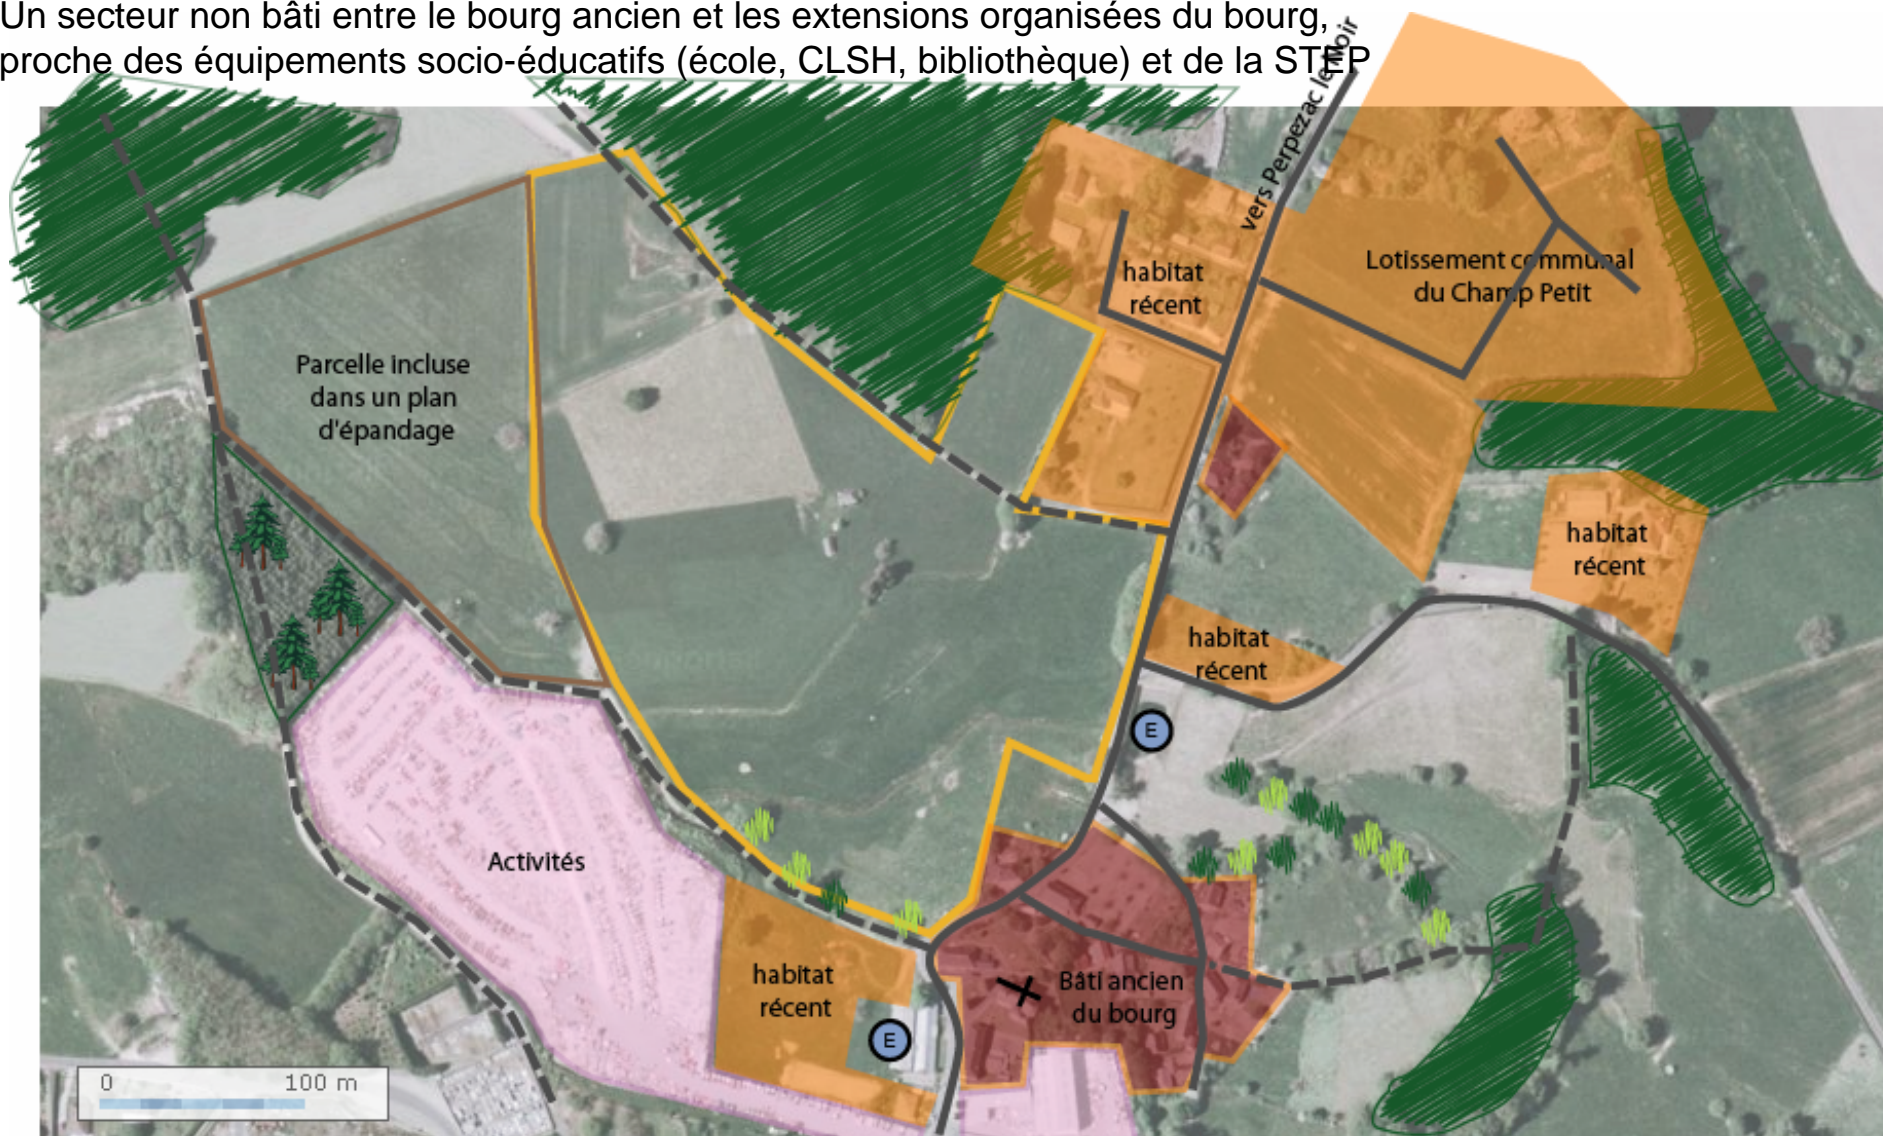 Un secteur non bâti entre le bourg ancien et les extensions organisées du bourg,
proche des équipements socio-éducatifs (école, CLSH, bibliothèque) et de la STEP
vers Perpezac le Noir
habitat
récent
Lotissement communal
du Champ Petit
Parcelle incluse
dans un plan
d'épandage
habitat
récent
habitat
récent
E
Activités
habitat
récent
Bâti ancien
du bourg
E
0 100 m